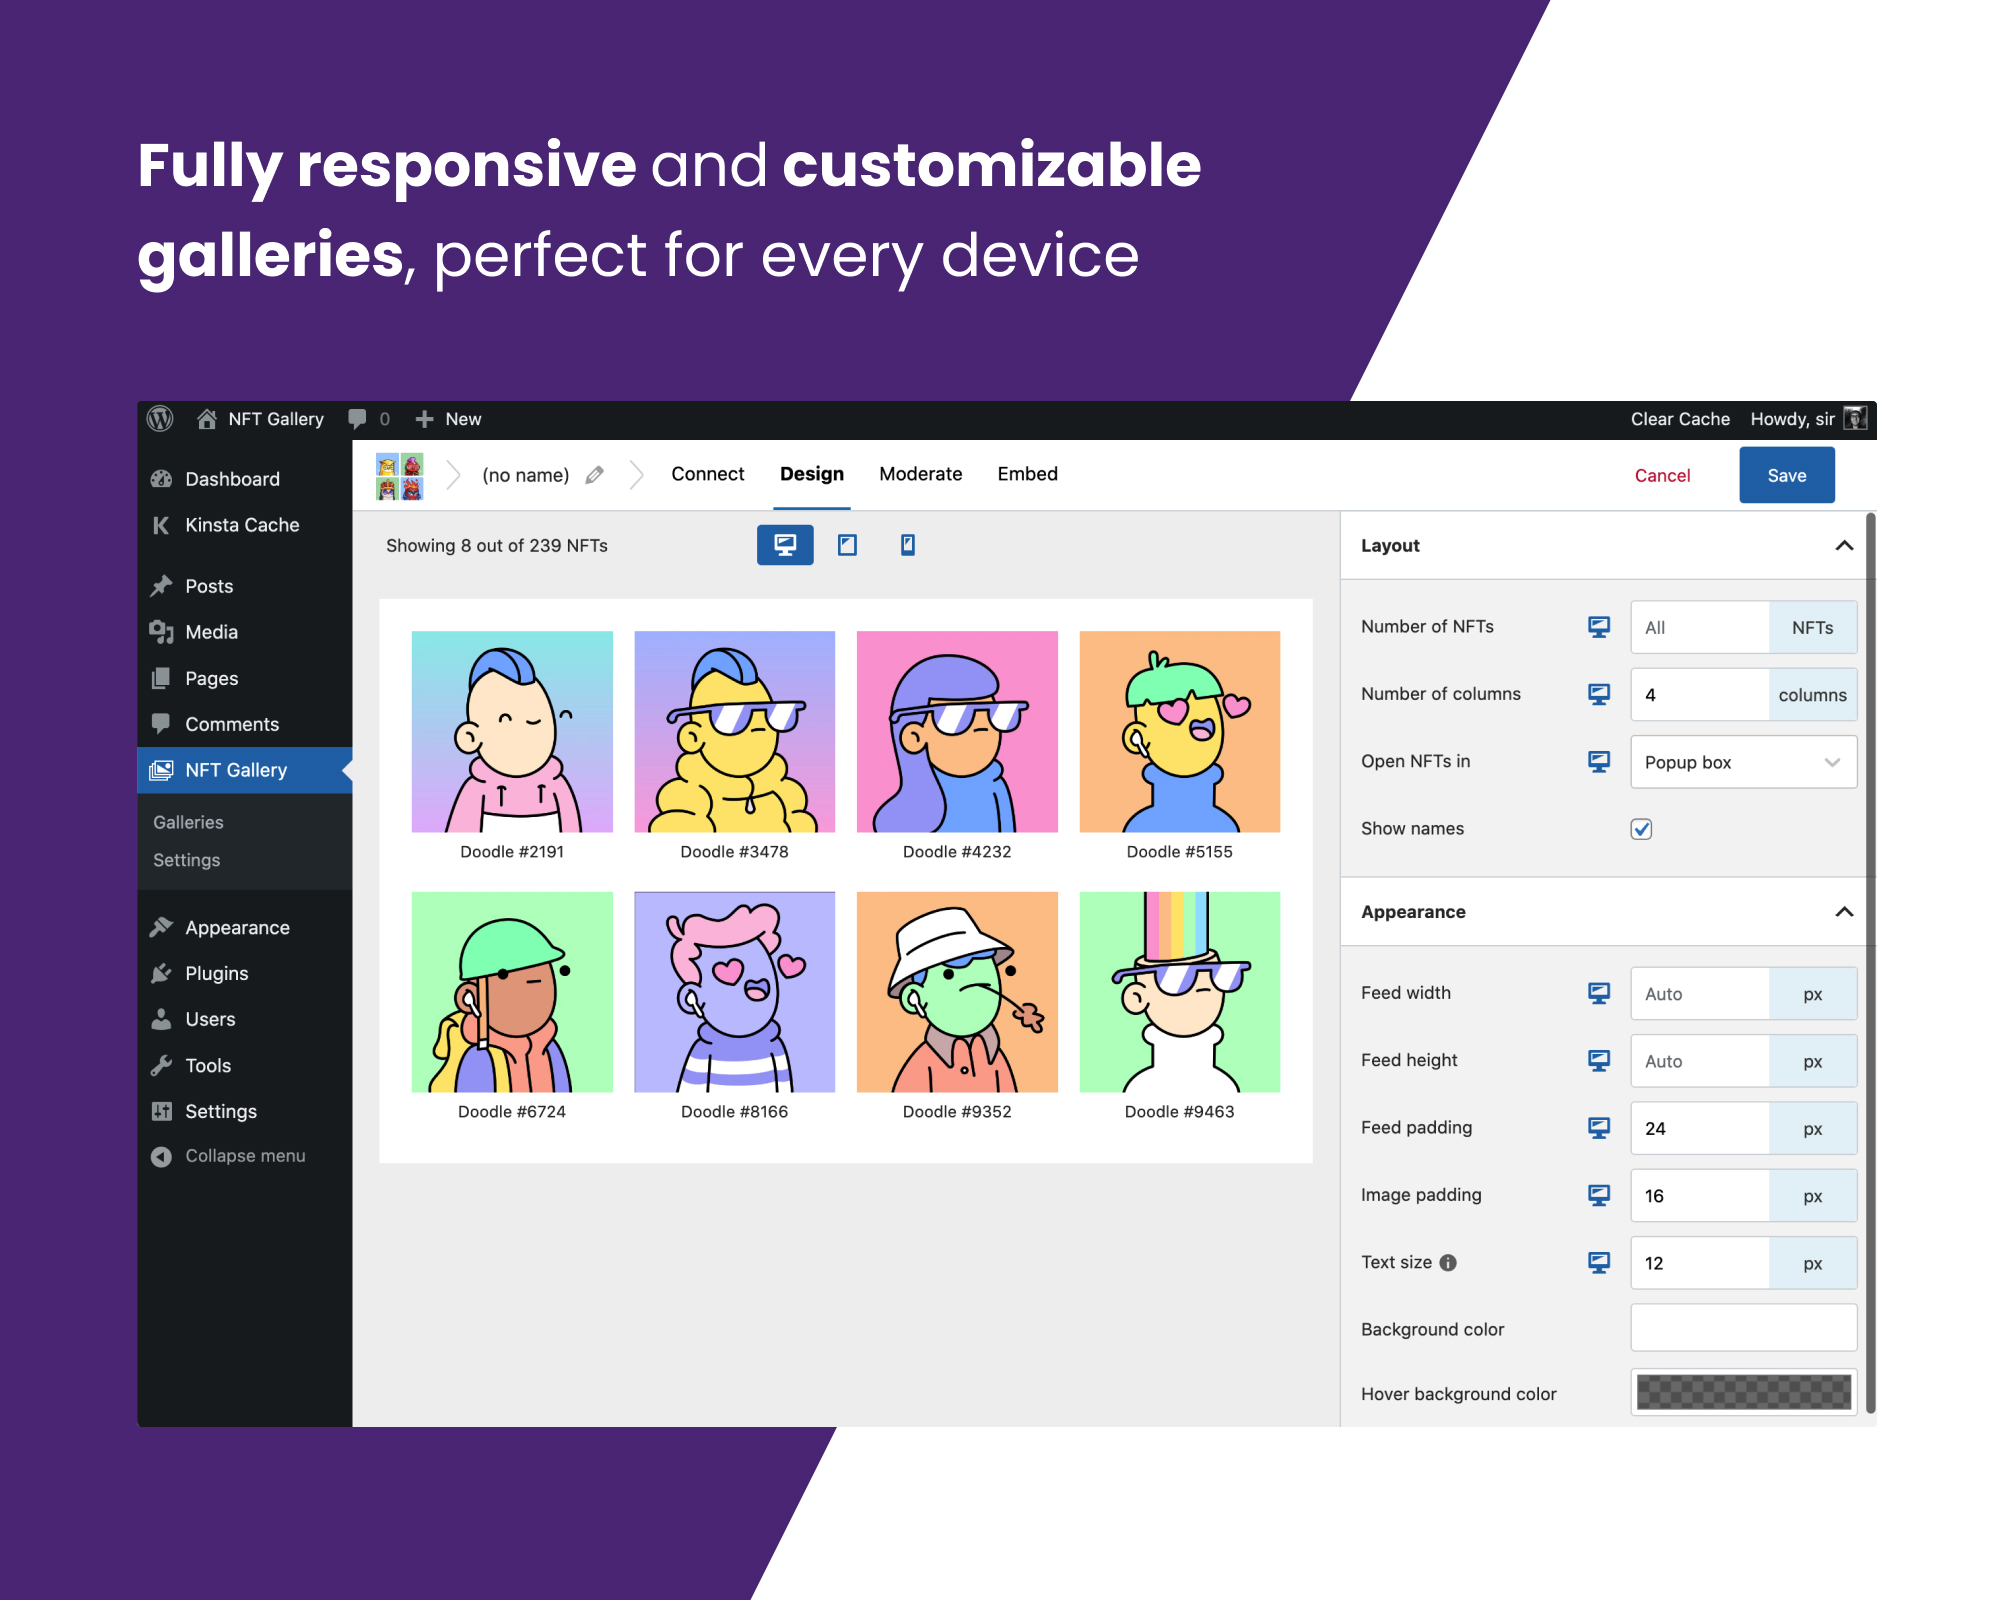 Fully responsive and customizable
galleries, perfect for every device
NFT Gallery 0 New Clear Cache Howdy, sir
Dashboard
Kinsta Cache
Posts
Media
Pages
Comments
NFT Gallery
Galleries
Settings
Appearance
Plugins
Users
Tools
Settings
Collapse menu
(no name) Connect Design Moderate Embed Cancel Save
Showing 8 out of 239 NFTs
Doodle #2191 Doodle #3478 Doodle #4232 Doodle #5155
Doodle #6724 Doodle #8166 Doodle #9352 Doodle #9463
Layout
Number of NFTs All NFTs
Number of columns 4 columns
Open NFTs in Popup box
Show names
Appearance
Feed width Auto px
Feed height Auto px
Feed padding 24 px
Image padding 16 px
Text size 12 px
Background color
Hover background color